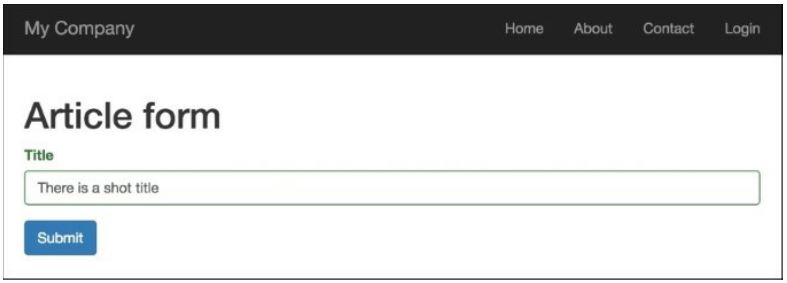 My Company Home About Contact Login
Article form
Title
There is a shot title
Submit